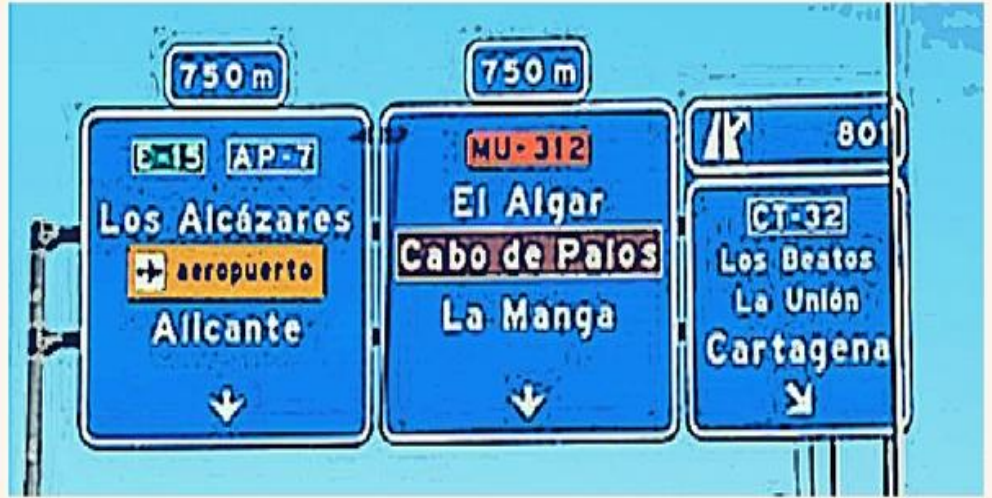 750 m
E-15 AP-7
Los Alcázares
aeropuerto
Alicante
750 m
MU-312
El Algar
Cabo de Palos
La Manga
801
CT-32
Los Beatos
La Unión
Cartagena